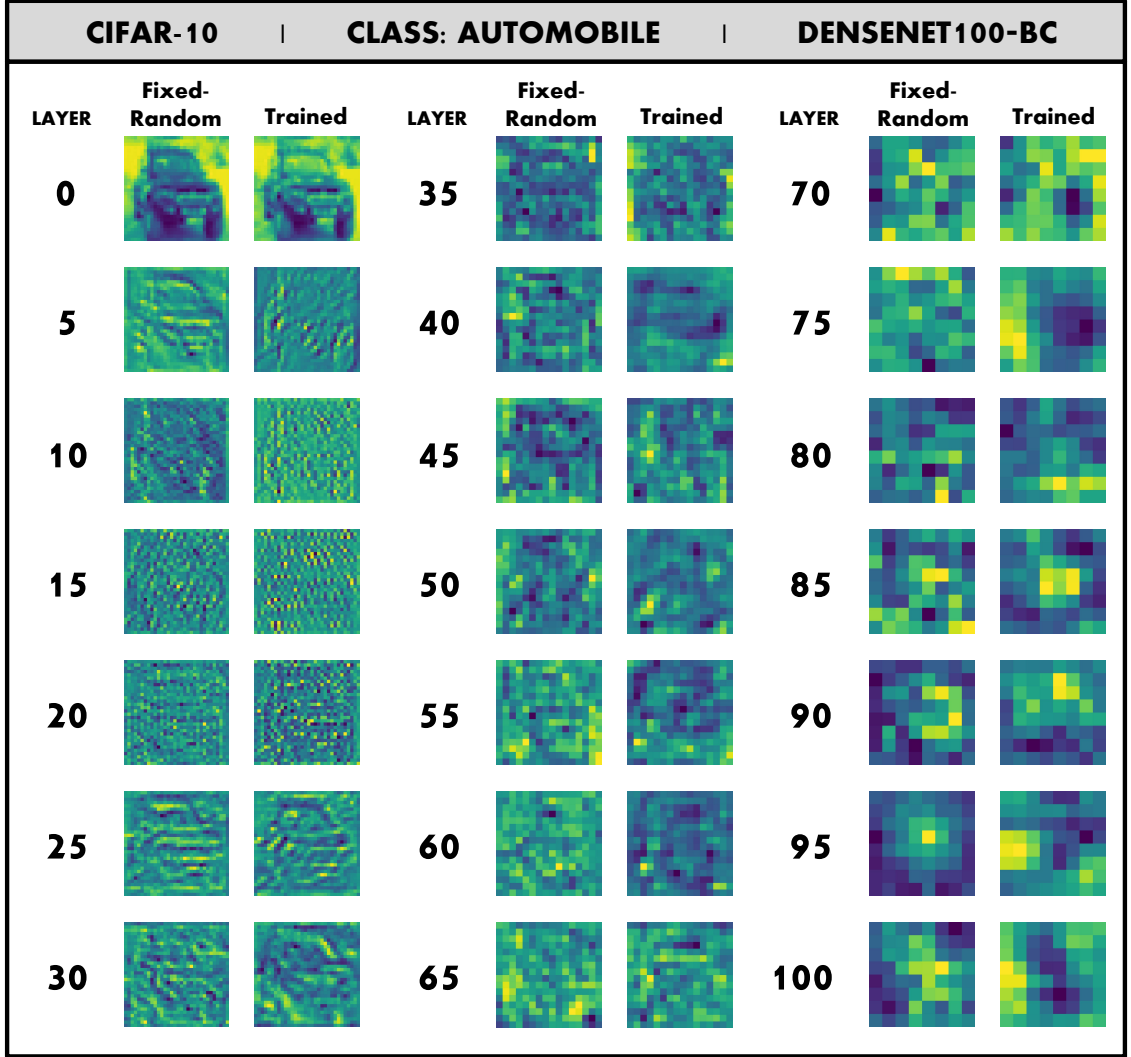 CIFAR-10 | CLASS: AUTOMOBILE | DENSENET100-BC
LAYER Fixed-Random Trained LAYER Fixed-Random Trained LAYER Fixed-Random Trained
0 35 70
5 40 75
10 45 80
15 50 85
20 55 90
25 60 95
30 65 100